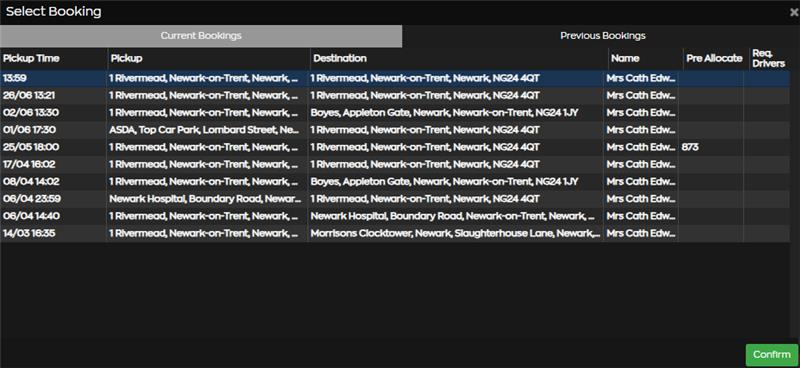 Select Booking
Current Bookings Previous Bookings
Pickup Time Pickup Destination Name Pre Allocate Req. Drivers
13:59 1 Rivermead, Newark-on-Trent, Newark, ... 1 Rivermead, Newark-on-Trent, Newark, NG24 4QT Mrs Cath Edw...
26/06 13:21 1 Rivermead, Newark-on-Trent, Newark, ... 1 Rivermead, Newark-on-Trent, Newark, NG24 4QT Mrs Cath Edw...
02/06 13:30 1 Rivermead, Newark-on-Trent, Newark, ... Boyes, Appleton Gate, Newark, Newark-on-Trent, NG24 1JY Mrs Cath Edw...
01/06 17:30 ASDA, Top Car Park, Lombard Street, Ne... 1 Rivermead, Newark-on-Trent, Newark, NG24 4QT Mrs Cath Edw...
25/05 18:00 1 Rivermead, Newark-on-Trent, Newark, ... 1 Rivermead, Newark-on-Trent, Newark, NG24 4QT Mrs Cath Edw... 873
17/04 16:02 1 Rivermead, Newark-on-Trent, Newark, ... 1 Rivermead, Newark-on-Trent, Newark, NG24 4QT Mrs Cath Edw...
08/04 14:02 1 Rivermead, Newark-on-Trent, Newark, ... Boyes, Appleton Gate, Newark, Newark-on-Trent, NG24 1JY Mrs Cath Edw...
06/04 23:59 Newark Hospital, Boundary Road, Newar... 1 Rivermead, Newark-on-Trent, Newark, NG24 4QT Mrs Cath Edw...
06/04 14:40 1 Rivermead, Newark-on-Trent, Newark, ... Newark Hospital, Boundary Road, Newark-on-Trent, Newark, ... Mrs Cath Edw...
14/03 16:35 1 Rivermead, Newark-on-Trent, Newark, ... Morrisons Clocktower, Newark, Slaughterhouse Lane, Newark,... Mrs Cath Edw...
Confirm